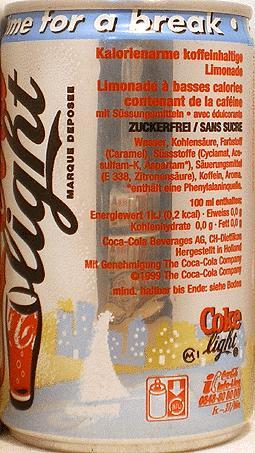 me for a break •
Kalorienarme koffeinhaltige
Limonade
Limonade à basses calories
contenant de la caféine
mit Süssungsmitteln • avec édulcorants
ZUCKERFREI / SANS SUCRE
Wasser, Kohlensäure, Farbstoff
(Caramel), Süssstoffe (Cyclamat, Ace-
sulfam-K, Aspartam*), Säuerungsmittel
(E 338, Zitronensäure), Koffein, Aroma,
*enthält eine Phenylalaninquelle.
100 ml enthalten:
Energiewert 1kJ (0,2 kcal) · Eiweiss 0,0 g
Kohlenhydrate 0,0 g · Fett 0,0 g
Coca-Cola Beverages AG, CH-Dietlikon
Hergestellt in Holland
Mit Genehmigung The Coca-Cola Company
©1999 The Coca-Cola Company
mind. haltbar bis Ende: siehe Boden
light
MARQUE DEPOSEE
Coke
light